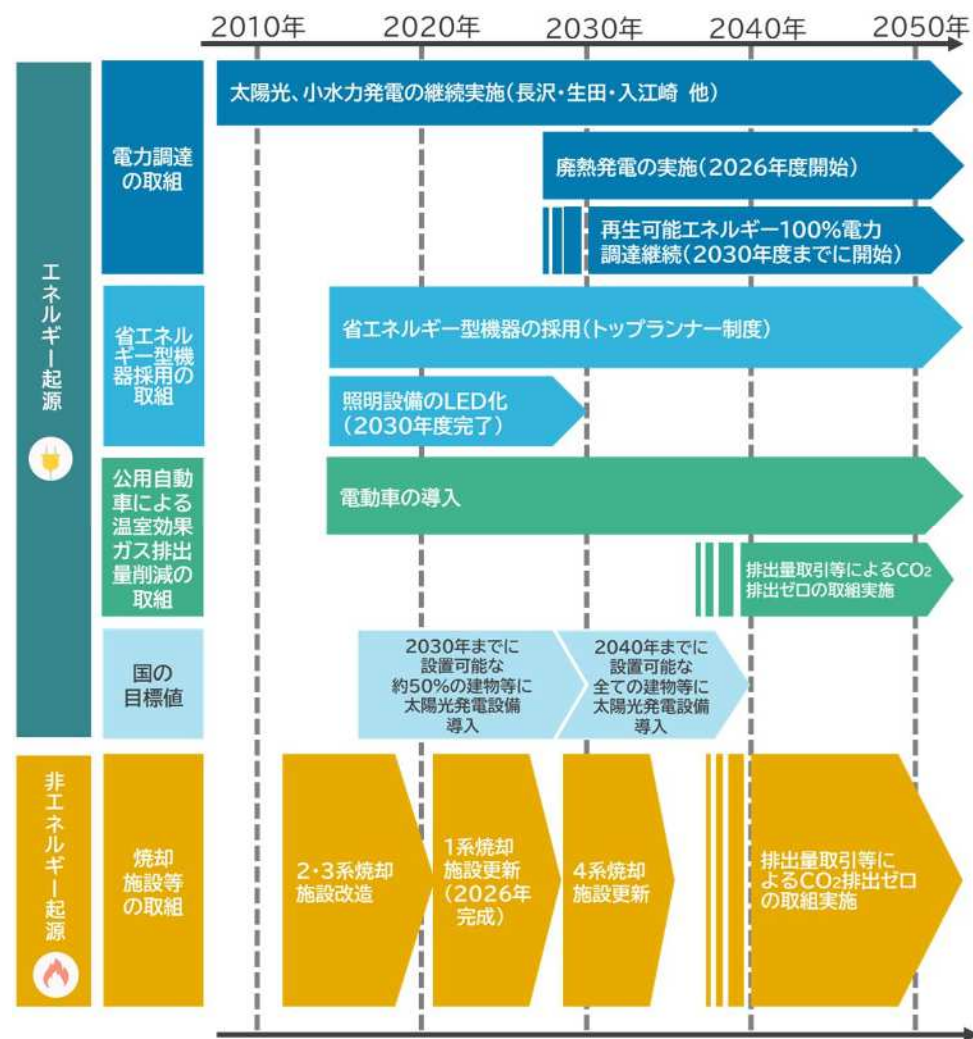 2010年 2020年 2030年 2040年 2050年
エネルギー起源
電力調達
の取組
太陽光、小水力発電の継続実施(長沢・生田・入江崎 他)
廃熱発電の実施(2026年度開始)
再生可能エネルギー100%電力
調達継続(2030年度までに開始)
省エネル
ギー型機
器採用の
取組
省エネルギー型機器の採用(トップランナー制度)
照明設備のLED化
(2030年度完了)
公用自動
車による
温室効果
ガス排出
量削減の
取組
電動車の導入
排出量取引等によるCO₂
排出ゼロの取組実施
国の
目標値
2030年までに
設置可能な
約50%の建物等に
太陽光発電設備
導入
2040年までに
設置可能な
全ての建物等に
太陽光発電設備
導入
非エネルギー起源
焼却
施設等
の取組
2・3系焼却
施設改造
1系焼却
施設更新
(2026年
完成)
4系焼却
施設更新
排出量取引等に
よるCO₂排出ゼロ
の取組実施